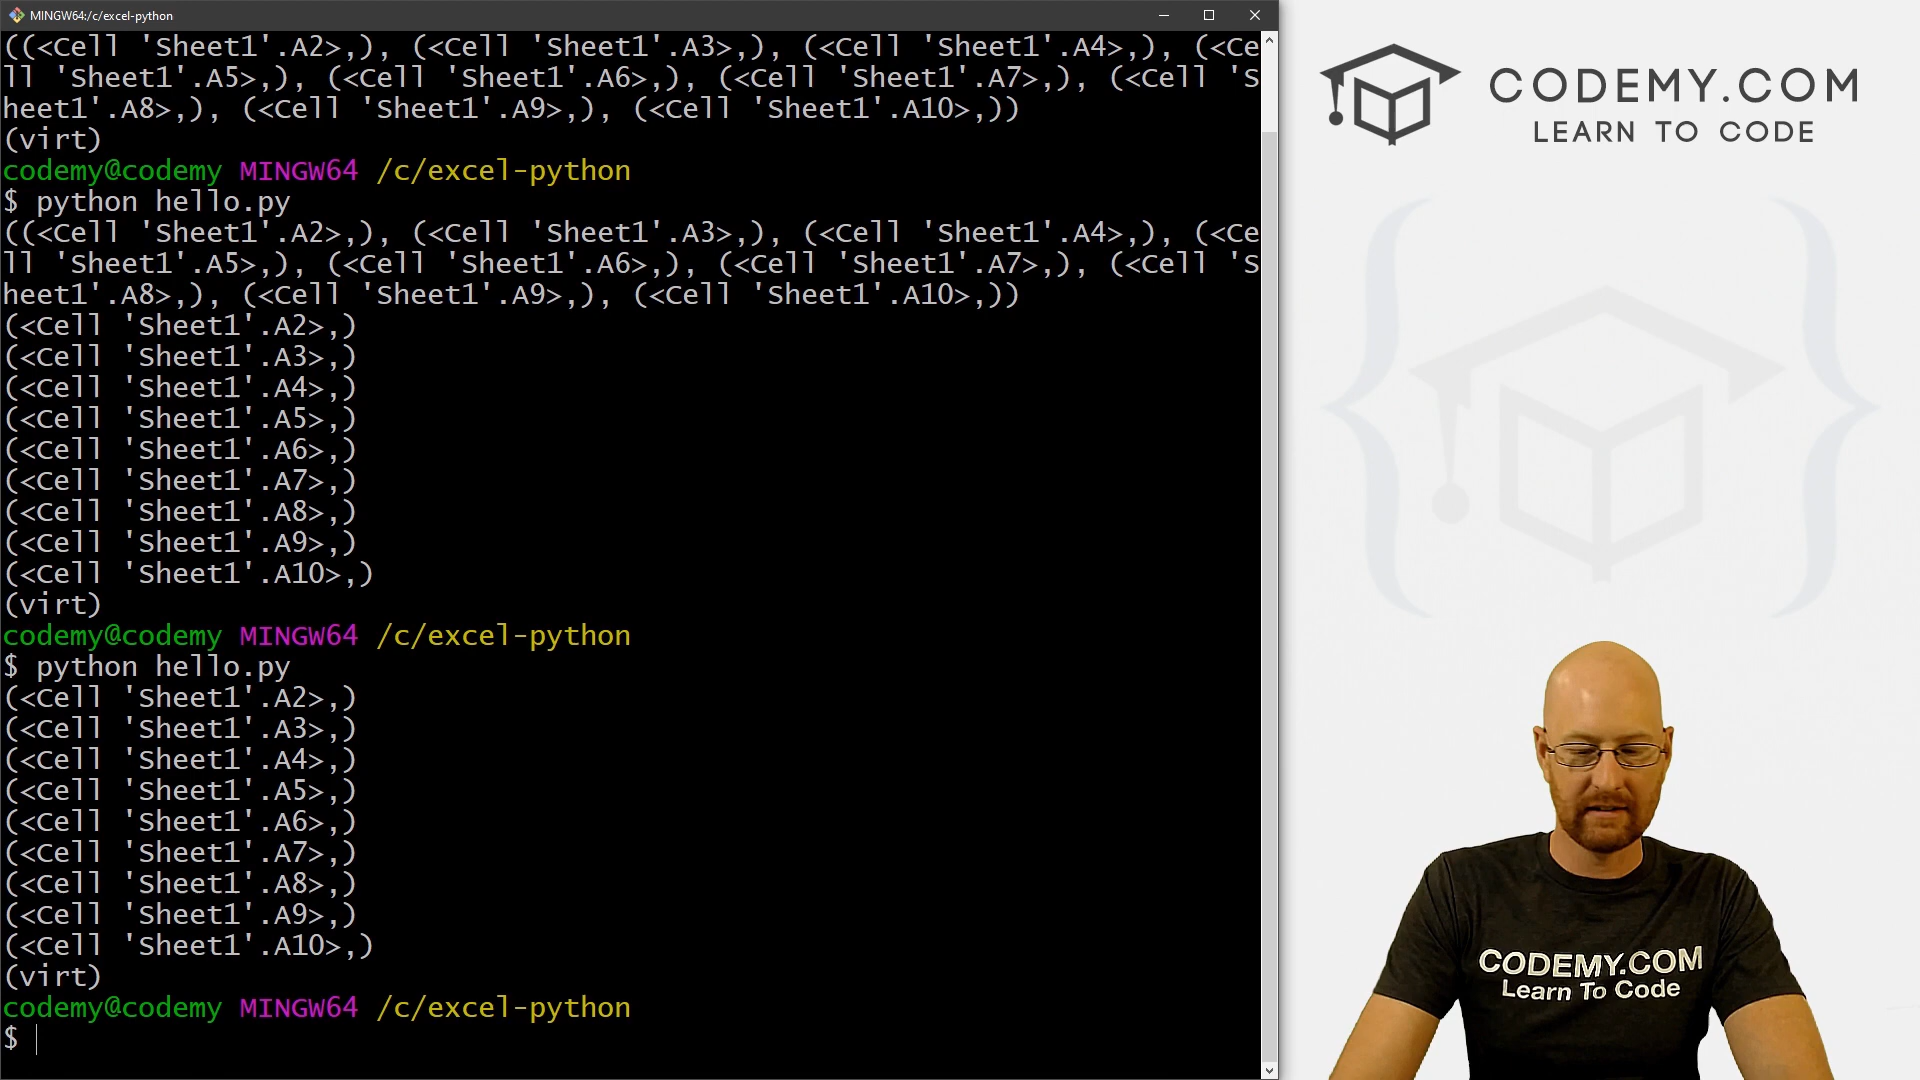 MINGW64:/c/excel-python
((<Cell 'Sheet1'.A2>,), (<Cell 'Sheet1'.A3>,), (<Cell 'Sheet1'.A4>,), (<Ce
ll 'Sheet1'.A5>,), (<Cell 'Sheet1'.A6>,), (<Cell 'Sheet1'.A7>,), (<Cell 'S
heet1'.A8>,), (<Cell 'Sheet1'.A9>,), (<Cell 'Sheet1'.A10>,))
(virt)
codemy@codemy MINGW64 /c/excel-python
$ python hello.py
((<Cell 'Sheet1'.A2>,), (<Cell 'Sheet1'.A3>,), (<Cell 'Sheet1'.A4>,), (<Ce
ll 'Sheet1'.A5>,), (<Cell 'Sheet1'.A6>,), (<Cell 'Sheet1'.A7>,), (<Cell 'S
heet1'.A8>,), (<Cell 'Sheet1'.A9>,), (<Cell 'Sheet1'.A10>,))
(<Cell 'Sheet1'.A2>,)
(<Cell 'Sheet1'.A3>,)
(<Cell 'Sheet1'.A4>,)
(<Cell 'Sheet1'.A5>,)
(<Cell 'Sheet1'.A6>,)
(<Cell 'Sheet1'.A7>,)
(<Cell 'Sheet1'.A8>,)
(<Cell 'Sheet1'.A9>,)
(<Cell 'Sheet1'.A10>,)
(virt)
codemy@codemy MINGW64 /c/excel-python
$ python hello.py
(<Cell 'Sheet1'.A2>,)
(<Cell 'Sheet1'.A3>,)
(<Cell 'Sheet1'.A4>,)
(<Cell 'Sheet1'.A5>,)
(<Cell 'Sheet1'.A6>,)
(<Cell 'Sheet1'.A7>,)
(<Cell 'Sheet1'.A8>,)
(<Cell 'Sheet1'.A9>,)
(<Cell 'Sheet1'.A10>,)
(virt)
codemy@codemy MINGW64 /c/excel-python
$
CODEMY.COM
LEARN TO CODE
CODEMY.COM
Learn To Code